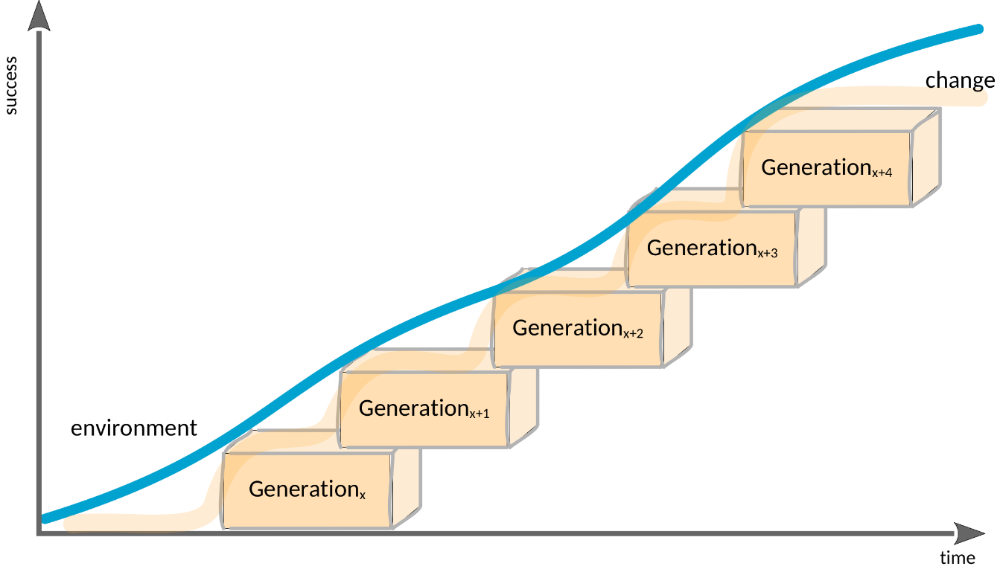 success
change
Generationx+4
Generationx+3
Generationx+2
Generationx+1
environment
Generationx
time